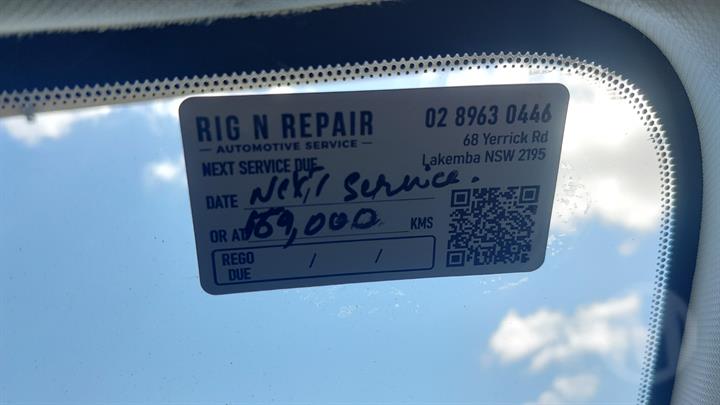 RIG N REPAIR
— AUTOMOTIVE SERVICE —
02 8963 0446
68 Yerrick Rd
Lakemba NSW 2195
NEXT SERVICE DUE
DATE Next Service.
OR AT 159,000 KMS
REGO DUE / /